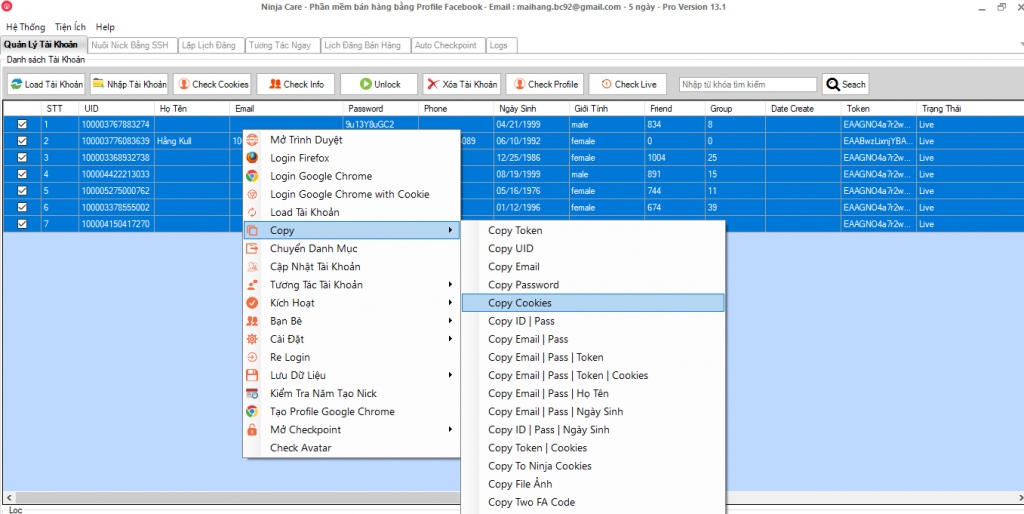 Ninja Care - Phần mềm bán hàng bằng Profile Facebook - Email : maihang.bc92@gmail.com - 5 ngày - Pro Version 13.1
Hệ Thống Tiện Ích Help
Quản Lý Tài Khoản Nuôi Nick Bằng SSH Lập Lịch Đăng Tương Tác Ngay Lịch Đăng Bán Hàng Auto Checkpoint Logs
Danh sách Tài Khoản
Load Tài Khoản Nhập Tài Khoản Check Cookies Check Info Unlock Xóa Tài Khoản Check Profile Check Live Nhập từ khóa tìm kiếm Seach
STT UID Họ Tên Email Password Phone Ngày Sinh Giới Tính Friend Group Date Create Token Trạng Thái
1 100003767883274 9u13Y8uGC2 04/21/1999 male 834 8 EAAGNO4a7r2w... Live
2 100003776083639 Hằng Kull 10 089 06/10/1992 female 0 0 EAABwzLixnjYBA... Live
3 100003368932738 12/25/1986 female 1004 25 EAAGNO4a7r2w... Live
4 100004422213033 08/19/1999 male 891 15 EAAGNO4a7r2w... Live
5 100005275000762 05/16/1976 female 744 11 EAAGNO4a7r2w... Live
6 100003378555002 01/12/1996 female 674 39 EAAGNO4a7r2w... Live
7 100004150417270 EAAGNO4a7r2w... Live
Mở Trình Duyệt
Login Firefox
Login Google Chrome
Login Google Chrome with Cookie
Load Tài Khoản
Copy
Chuyển Danh Mục
Cập Nhật Tài Khoản
Tương Tác Tài Khoản
Kích Hoạt
Bạn Bè
Cài Đặt
Re Login
Lưu Dữ Liệu
Kiểm Tra Năm Tạo Nick
Tạo Profile Google Chrome
Mở Checkpoint
Check Avatar
Copy Token
Copy UID
Copy Email
Copy Password
Copy Cookies
Copy ID | Pass
Copy Email | Pass
Copy Email | Pass | Token
Copy Email | Pass | Token | Cookies
Copy Email | Pass | Họ Tên
Copy Email | Pass | Ngày Sinh
Copy ID | Pass | Ngày Sinh
Copy Token | Cookies
Copy To Ninja Cookies
Copy File Ảnh
Copy Two FA Code
Lọc